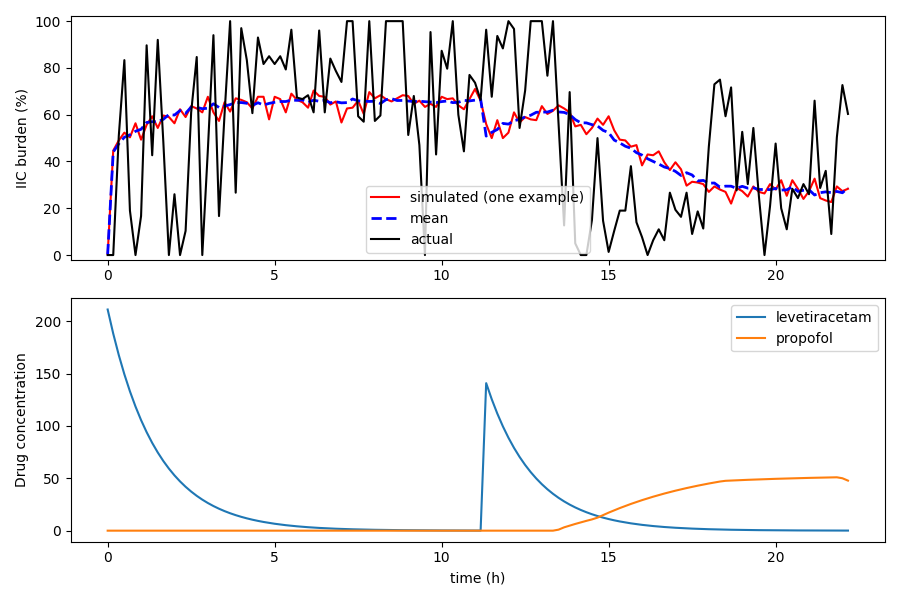 100
80
60
40
20
0
IIC burden (%)
simulated (one example)
mean
actual
0 5 10 15 20
200
150
100
50
0
Drug concentration
levetiracetam
propofol
0 5 10 15 20
time (h)